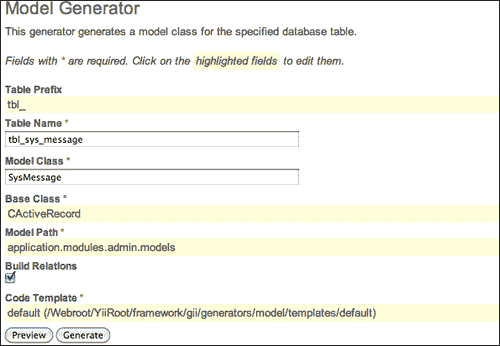 Model Generator
This generator generates a model class for the specified database table.
Fields with * are required. Click on the highlighted fields to edit them.
Table Prefix
tbl_
Table Name *
tbl_sys_message
Model Class *
SysMessage
Base Class *
CActiveRecord
Model Path *
application.modules.admin.models
Build Relations
Code Template *
default (/Webroot/YiiRoot/framework/gii/generators/model/templates/default)
Preview Generate